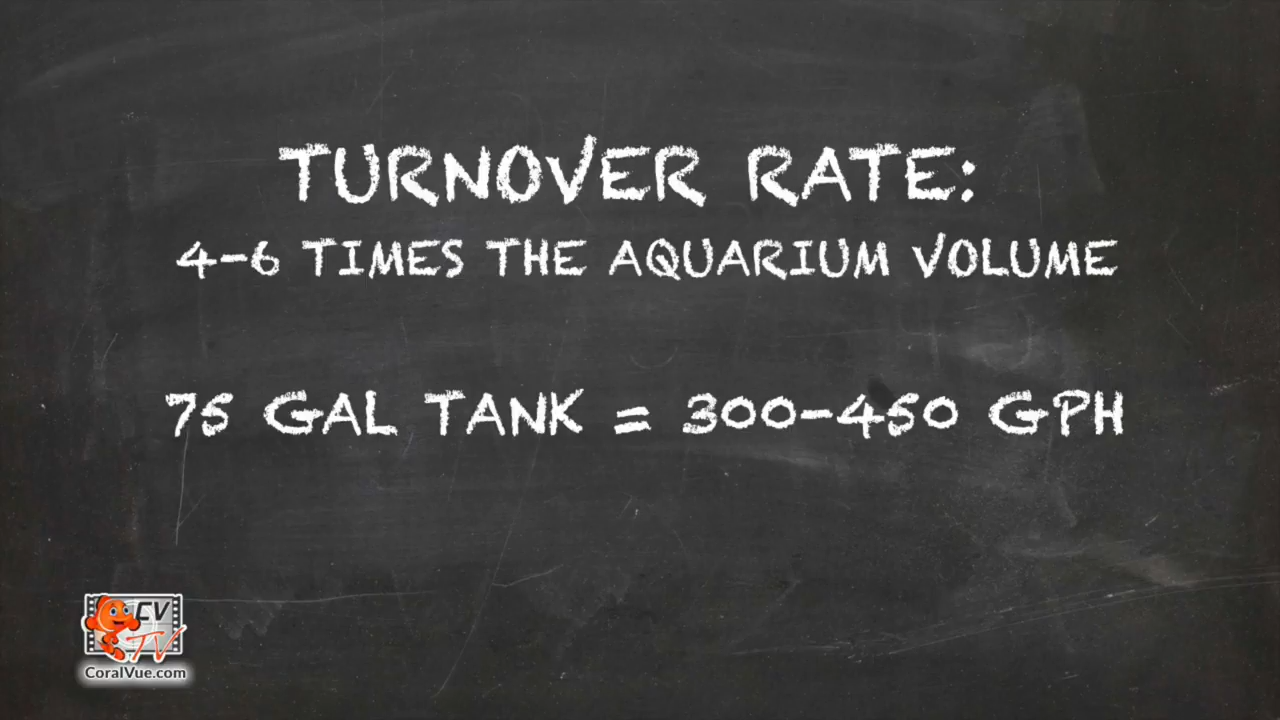 TURNOVER RATE:
4-6 TIMES THE AQUARIUM VOLUME
75 GAL TANK = 300-450 GPH
CV
TV
CoralVue.com